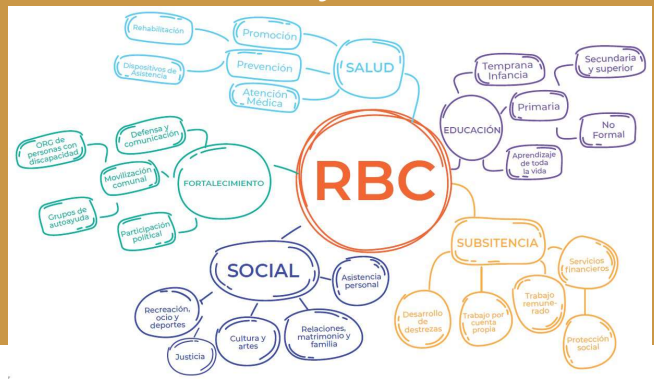 RBC
SALUD
Promoción
Rehabilitación
Prevención
Dispositivos de
Asistencia
Atención
Médica
EDUCACIÓN
Temprana
Infancia
Primaria
Secundaria
y superior
No
Formal
Aprendizaje
de toda
la vida
SUBSITENCIA
Servicios
financieros
Protección
social
Trabajo
remune-
rado
Trabajo por
cuenta
propia
Desarrollo
de
destrezas
SOCIAL
Asistencia
personal
Relaciones,
matrimonio y
familia
Cultura y
artes
Justicia
Recreación,
ocio y
deportes
FORTALECIMIENTO
Defensa y
comunicación
Movilización
comunal
ORG de
personas con
discapacidad
Grupos de
autoayuda
Participación
political